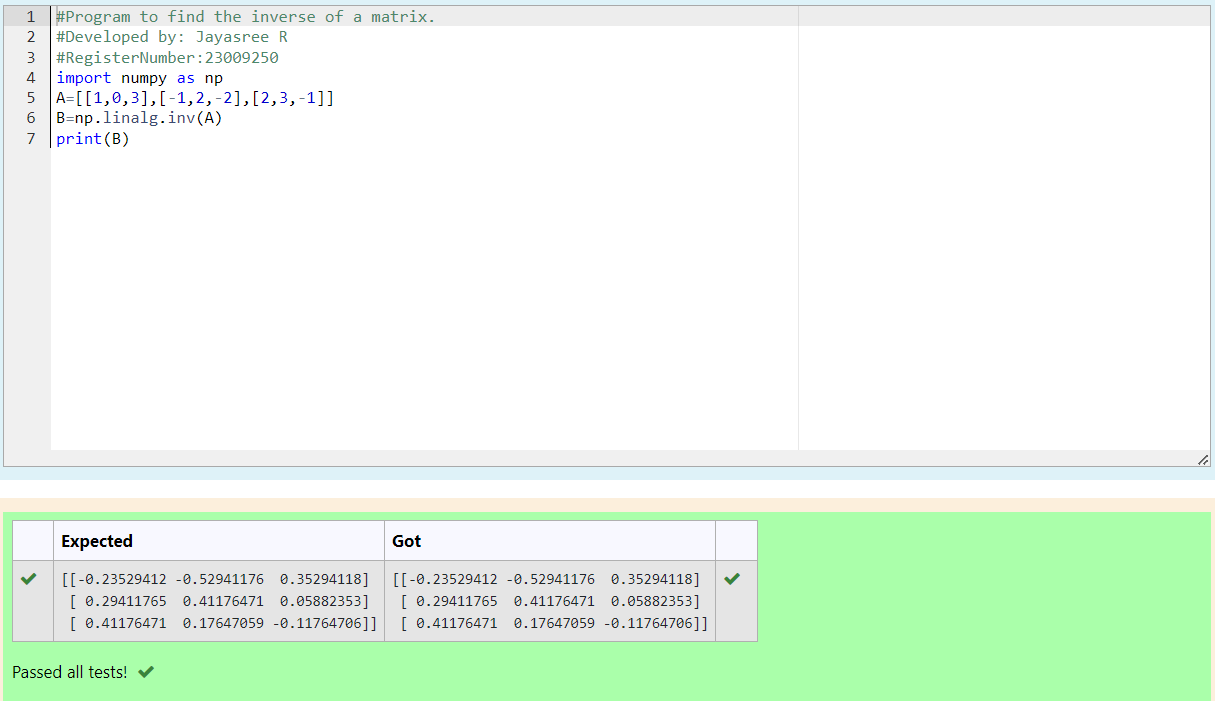 1 #Program to find the inverse of a matrix.
2 #Developed by: Jayasree R
3 #RegisterNumber:23009250
4 import numpy as np
5 A=[[1,0,3],[-1,2,-2],[2,3,-1]]
6 B=np.linalg.inv(A)
7 print(B)
Expected Got
[[-0.23529412 -0.52941176  0.35294118] [[-0.23529412 -0.52941176  0.35294118]
[ 0.29411765  0.41176471  0.05882353] [ 0.29411765  0.41176471  0.05882353]
[ 0.41176471  0.17647059 -0.11764706]] [ 0.41176471  0.17647059 -0.11764706]]
Passed all tests!